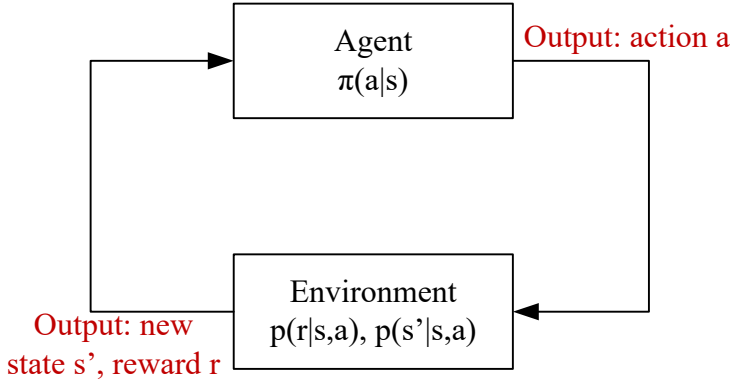 Agent
π(a|s)
Output: action a
Environment
p(r|s,a), p(s’|s,a)
Output: new
state s’, reward r